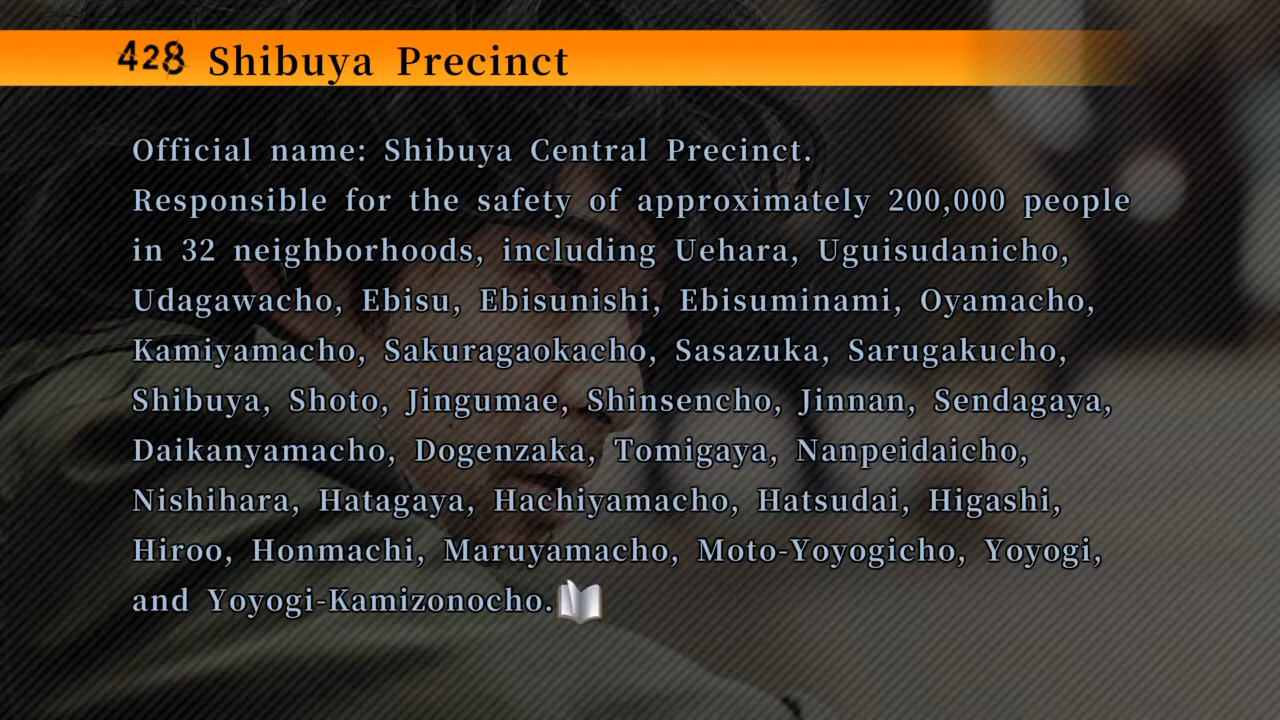 428 Shibuya Precinct
Official name: Shibuya Central Precinct.
Responsible for the safety of approximately 200,000 people
in 32 neighborhoods, including Uehara, Uguisudanicho,
Udagawacho, Ebisu, Ebisunishi, Ebisuminami, Oyamacho,
Kamiyamacho, Sakuragaokacho, Sasazuka, Sarugakucho,
Shibuya, Shoto, Jingumae, Shinsencho, Jinnan, Sendagaya,
Daikanyamacho, Dogenzaka, Tomigaya, Nanpeidaicho,
Nishihara, Hatagaya, Hachiyamacho, Hatsudai, Higashi,
Hiroo, Honmachi, Maruyamacho, Moto-Yoyogicho, Yoyogi,
and Yoyogi-Kamizonocho.